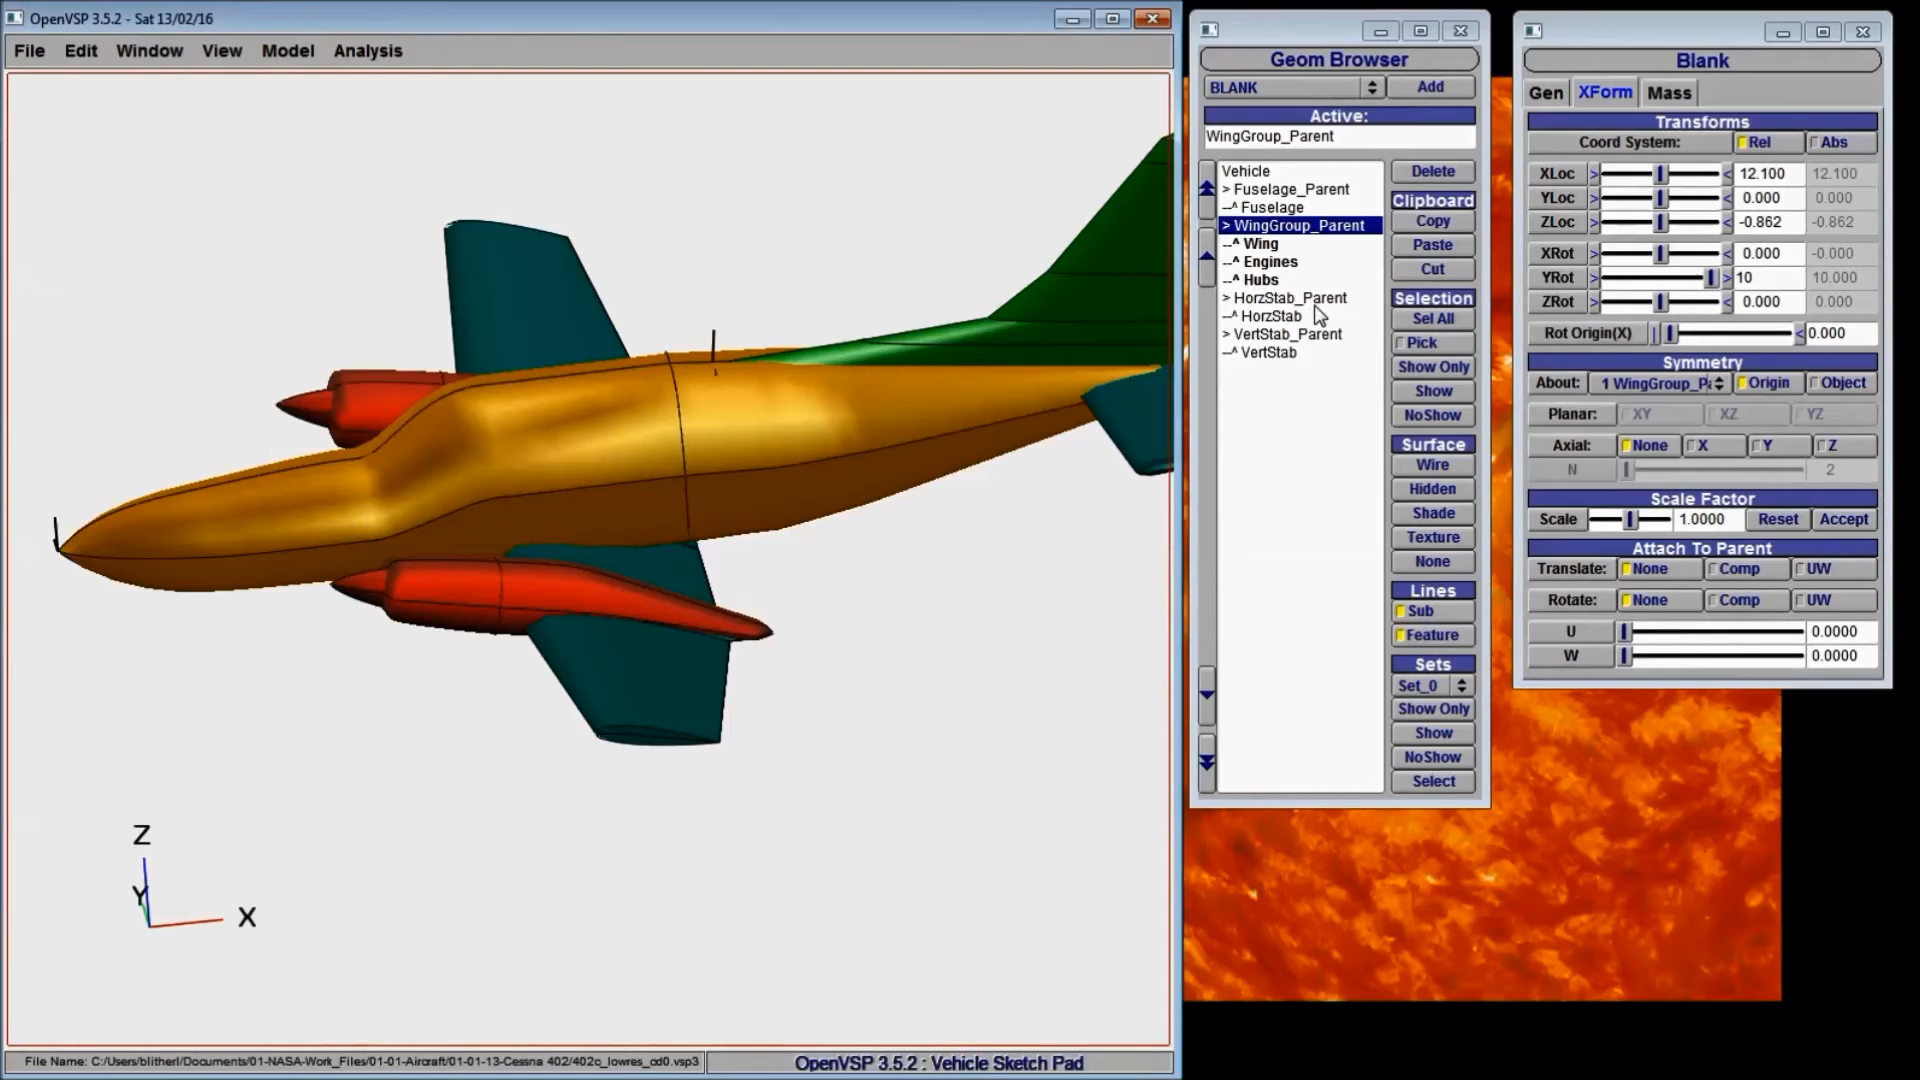 OpenVSP 3.5.2 - Sat 13/02/16
File Edit Window View Model Analysis
Z
Y
X
File Name: C:/Users/blitherl/Documents/01-NASA-Work_Files/01-01-Aircraft/01-01-13-Cessna 402/402c_lowres_cd0.vsp3
OpenVSP 3.5.2 : Vehicle Sketch Pad
Geom Browser
BLANK Add
Active:
WingGroup_Parent
Vehicle
> Fuselage_Parent
--^ Fuselage
> WingGroup_Parent
--^ Wing
--^ Engines
--^ Hubs
> HorzStab_Parent
--^ HorzStab
> VertStab_Parent
--^ VertStab
Delete
Clipboard
Copy
Paste
Cut
Selection
Sel All
Pick
Show Only
Show
NoShow
Surface
Wire
Hidden
Shade
Texture
None
Lines
Sub
Feature
Sets
Set_0
Show Only
Show
NoShow
Select
Blank
Gen XForm Mass
Transforms
Coord System: Rel Abs
XLoc > < 12.100 12.100
YLoc > < 0.000 0.000
ZLoc > < -0.862 -0.862
XRot > < 0.000 -0.000
YRot > > 10 10.000
ZRot > < 0.000 0.000
Rot Origin(X) | < 0.000
Symmetry
About: 1 WingGroup_P Origin Object
Planar: XY XZ YZ
Axial: None X Y Z
N 2
Scale Factor
Scale 1.0000 Reset Accept
Attach To Parent
Translate: None Comp UW
Rotate: None Comp UW
U 0.0000
W 0.0000